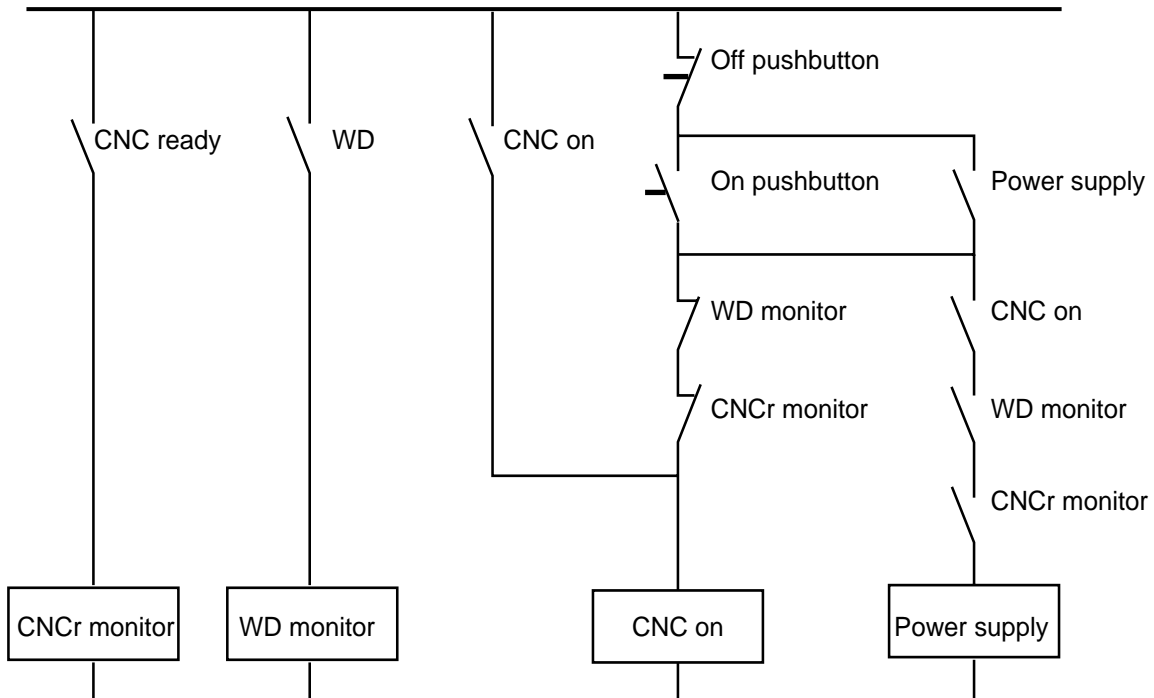 Off pushbutton
CNC ready
WD
CNC on
On pushbutton
Power supply
WD monitor
CNC on
CNCr monitor
WD monitor
CNCr monitor
CNCr monitor
WD monitor
CNC on
Power supply